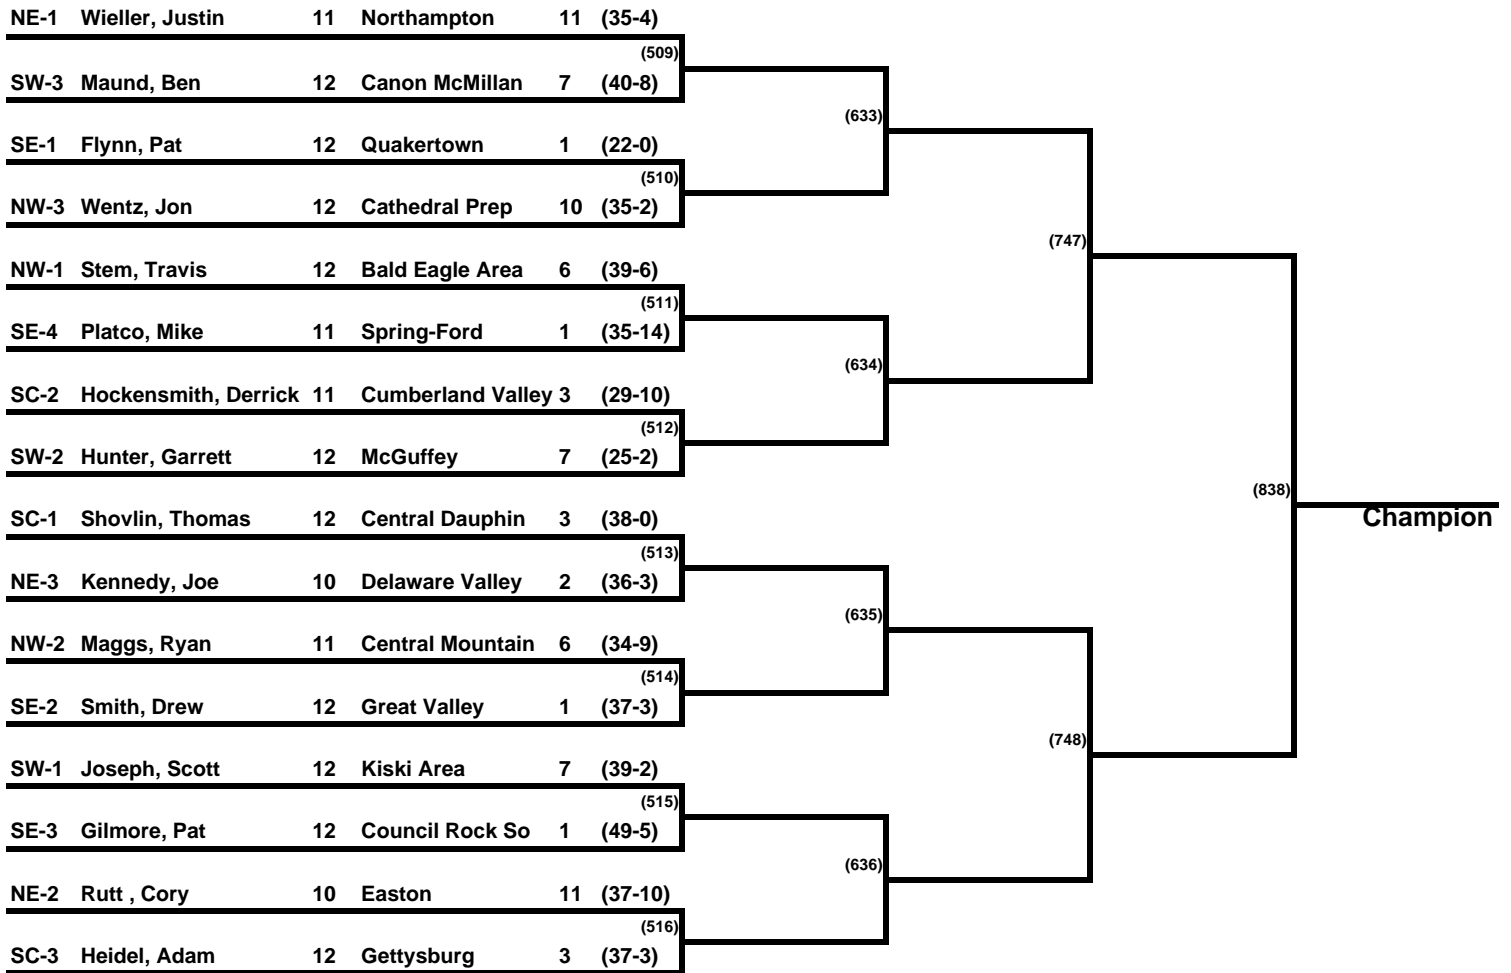 NE-1 Wieller, Justin 11 Northampton 11 (35-4)
(509)
SW-3 Maund, Ben 12 Canon McMillan 7 (40-8)
(633)
SE-1 Flynn, Pat 12 Quakertown 1 (22-0)
(510)
NW-3 Wentz, Jon 12 Cathedral Prep 10 (35-2)
(747)
NW-1 Stem, Travis 12 Bald Eagle Area 6 (39-6)
(511)
SE-4 Platco, Mike 11 Spring-Ford 1 (35-14)
(634)
SC-2 Hockensmith, Derrick 11 Cumberland Valley 3 (29-10)
(512)
SW-2 Hunter, Garrett 12 McGuffey 7 (25-2)
(838)
SC-1 Shovlin, Thomas 12 Central Dauphin 3 (38-0)
Champion
(513)
NE-3 Kennedy, Joe 10 Delaware Valley 2 (36-3)
(635)
NW-2 Maggs, Ryan 11 Central Mountain 6 (34-9)
(514)
SE-2 Smith, Drew 12 Great Valley 1 (37-3)
(748)
SW-1 Joseph, Scott 12 Kiski Area 7 (39-2)
(515)
SE-3 Gilmore, Pat 12 Council Rock So 1 (49-5)
(636)
NE-2 Rutt , Cory 10 Easton 11 (37-10)
(516)
SC-3 Heidel, Adam 12 Gettysburg 3 (37-3)